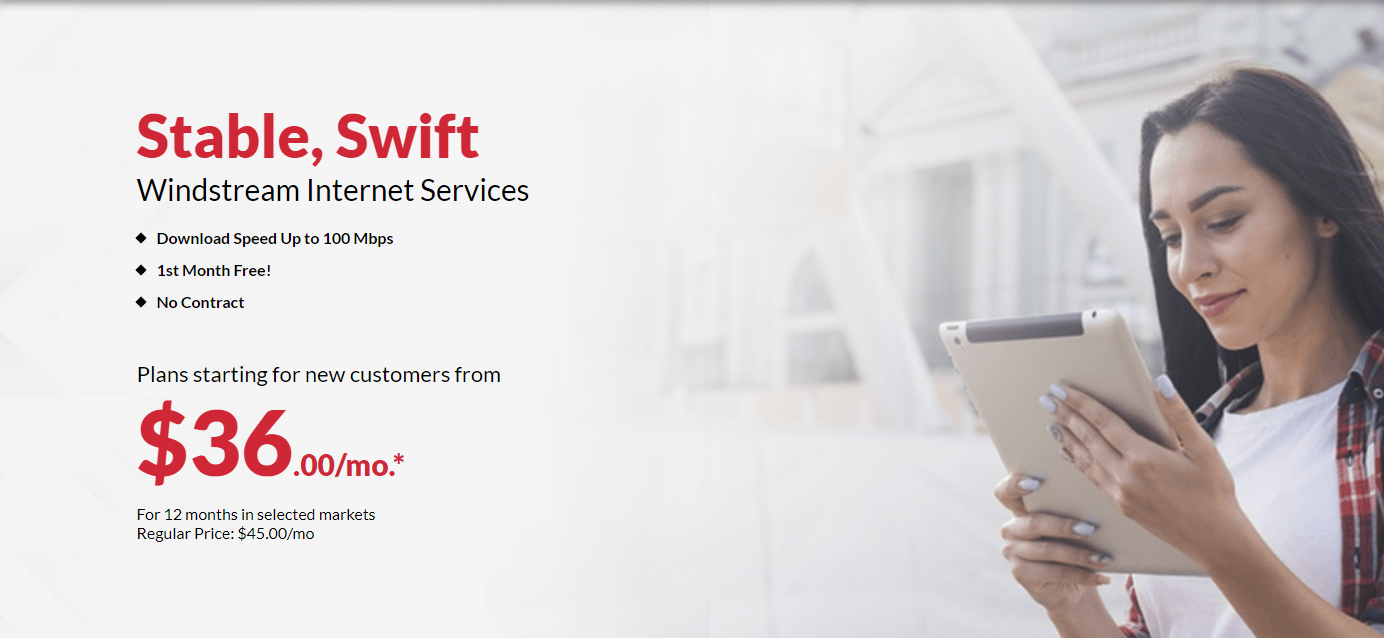 Stable, Swift
Windstream Internet Services
◆ Download Speed Up to 100 Mbps
◆ 1st Month Free!
◆ No Contract
Plans starting for new customers from
$36.00/mo.*
For 12 months in selected markets
Regular Price: $45.00/mo